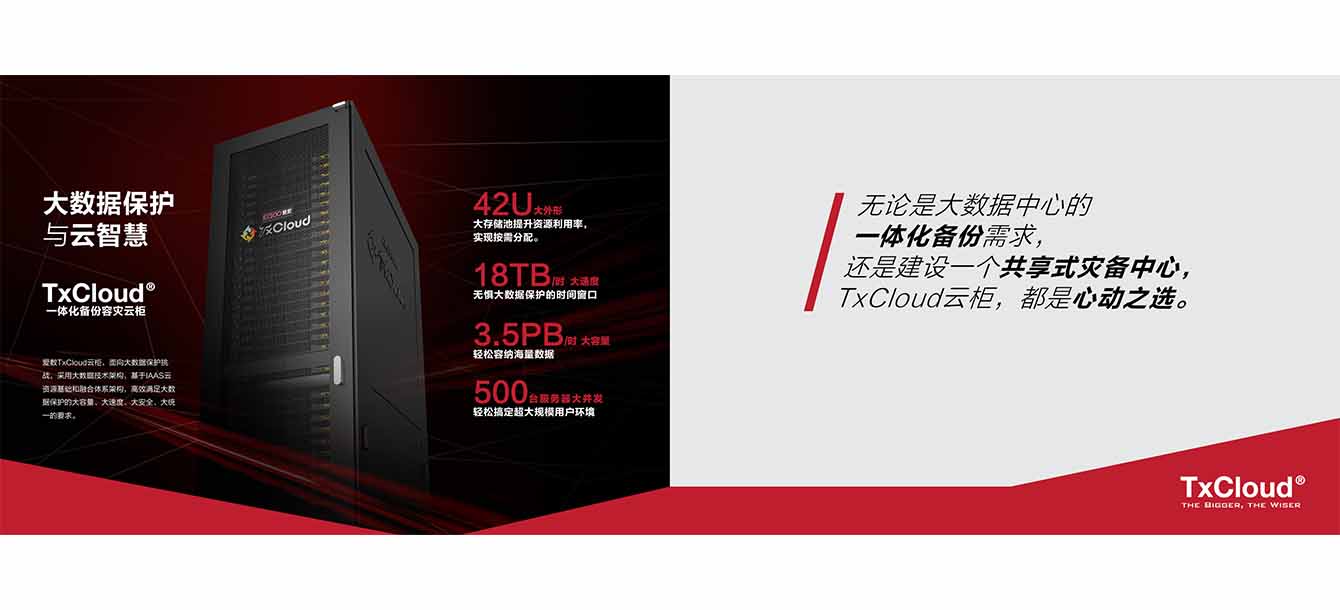 大数据保护
与云智慧
TxCloud®
一体化备份容灾云柜
爱数TxCloud云柜，面向大数据保护挑
战，采用大数据技术架构，基于IAAS云
资源基础和融合体系架构，高效满足大数
据保护的大容量、大速度、大安全、大统
一的要求。
TxCloud
42U大外形
大存储池提升资源利用率，
实现按需分配。
18TB/时 大速度
无惧大数据保护的时间窗口
3.5PB/时 大容量
轻松容纳海量数据
500台服务器大并发
轻松搞定超大规模用户环境
无论是大数据中心的
一体化备份需求，
还是建设一个共享式灾备中心，
TxCloud云柜，都是心动之选。
TxCloud®
THE BIGGER, THE WISER